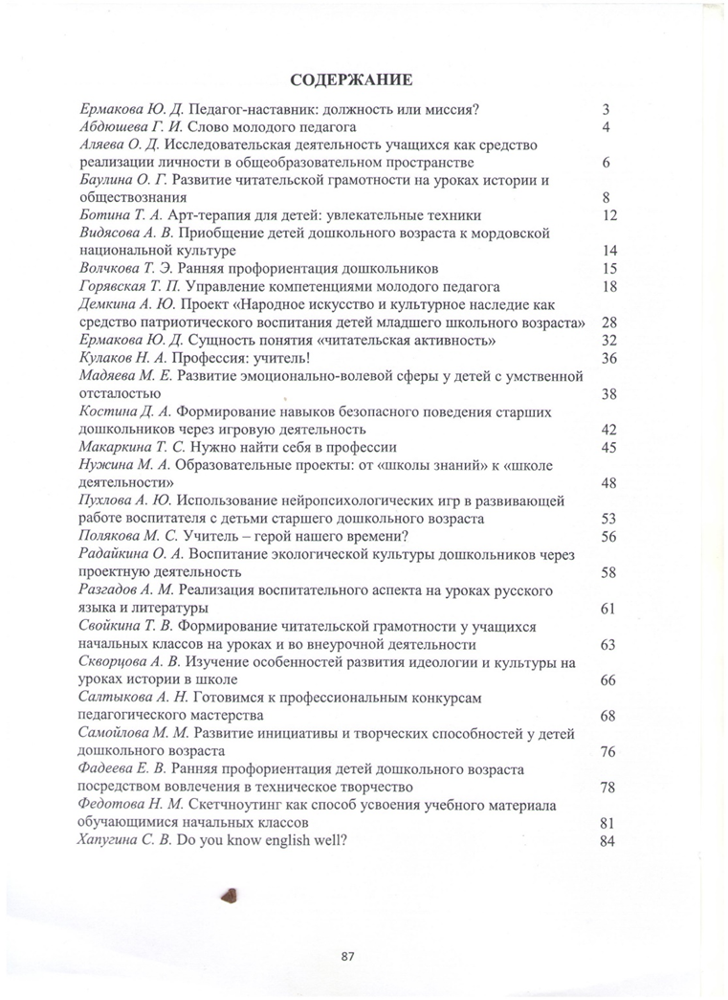 СОДЕРЖАНИЕ
Ермакова Ю. Д. Педагог-наставник: должность или миссия? 3
Абдюшева Г. И. Слово молодого педагога 4
Аляева О. Д. Исследовательская деятельность учащихся как средство
реализации личности в общеобразовательном пространстве 6
Баулина О. Г. Развитие читательской грамотности на уроках истории и
обществознания 8
Ботина Т. А. Арт-терапия для детей: увлекательные техники 12
Видясова А. В. Приобщение детей дошкольного возраста к мордовской
национальной культуре 14
Волчкова Т. Э. Ранняя профориентация дошкольников 15
Горявская Т. П. Управление компетенциями молодого педагога 18
Демкина А. Ю. Проект «Народное искусство и культурное наследие как
средство патриотического воспитания детей младшего школьного возраста» 28
Ермакова Ю. Д. Сущность понятия «читательская активность» 32
Кулаков Н. А. Профессия: учитель! 36
Мадяева М. Е. Развитие эмоционально-волевой сферы у детей с умственной
отсталостью 38
Костина Д. А. Формирование навыков безопасного поведения старших
дошкольников через игровую деятельность 42
Макаркина Т. С. Нужно найти себя в профессии 45
Нужина М. А. Образовательные проекты: от «школы знаний» к «школе
деятельности» 48
Пухлова А. Ю. Использование нейропсихологических игр в развивающей
работе воспитателя с детьми старшего дошкольного возраста 53
Полякова М. С. Учитель – герой нашего времени? 56
Радайкина О. А. Воспитание экологической культуры дошкольников через
проектную деятельность 58
Разгадов А. М. Реализация воспитательного аспекта на уроках русского
языка и литературы 61
Свойкина Т. В. Формирование читательской грамотности у учащихся
начальных классов на уроках и во внеурочной деятельности 63
Скворцова А. В. Изучение особенностей развития идеологии и культуры на
уроках истории в школе 66
Салтыкова А. Н. Готовимся к профессиональным конкурсам
педагогического мастерства 68
Самойлова М. М. Развитие инициативы и творческих способностей у детей
дошкольного возраста 76
Фадеева Е. В. Ранняя профориентация детей дошкольного возраста
посредством вовлечения в техническое творчество 78
Федотова Н. М. Скетчноутинг как способ усвоения учебного материала
обучающимися начальных классов 81
Хапугина С. В. Do you know english well? 84
87